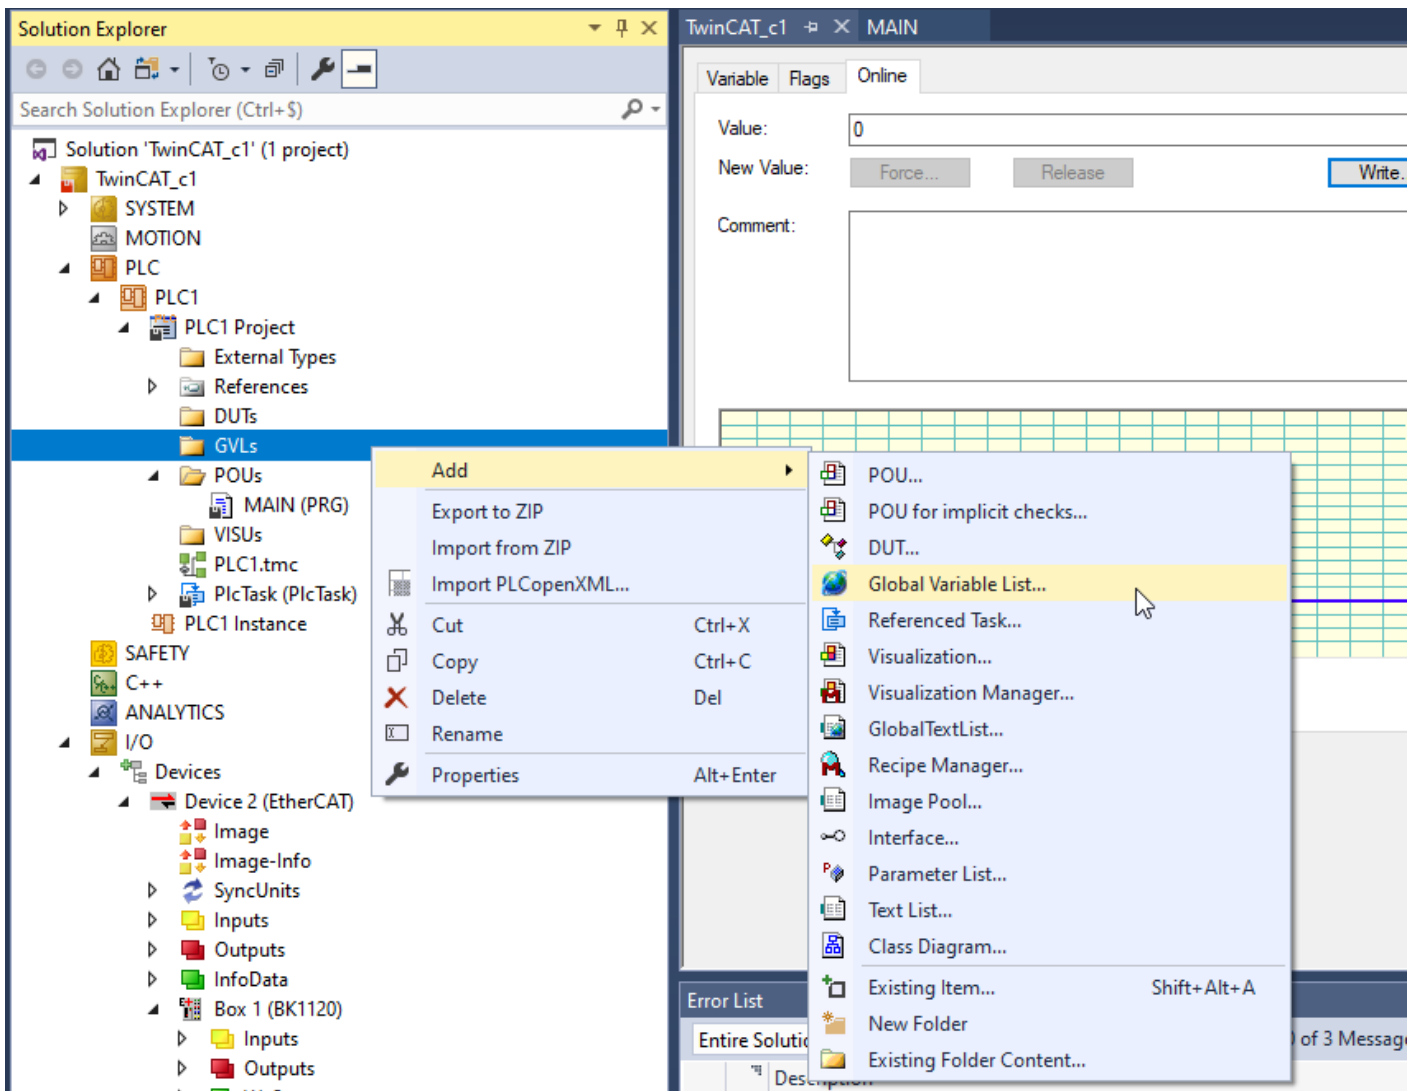 Solution Explorer
Search Solution Explorer (Ctrl+$)
Solution 'TwinCAT_c1' (1 project)
TwinCAT_c1
SYSTEM
MOTION
PLC
PLC1
PLC1 Project
External Types
References
DUTs
GVLs
POUs
MAIN (PRG)
VISUs
PLC1.tmc
PlcTask (PlcTask)
PLC1 Instance
SAFETY
C++
ANALYTICS
I/O
Devices
Device 2 (EtherCAT)
Image
Image-Info
SyncUnits
Inputs
Outputs
InfoData
Box 1 (BK1120)
Inputs
Outputs
TwinCAT_c1 MAIN
Variable Flags Online
Value: 0
New Value: Force... Release Write..
Comment:
Add
Export to ZIP
Import from ZIP
Import PLCopenXML...
Cut Ctrl+X
Copy Ctrl+C
Delete Del
Rename
Properties Alt+Enter
POU...
POU for implicit checks...
DUT...
Global Variable List...
Referenced Task...
Visualization...
Visualization Manager...
GlobalTextList...
Recipe Manager...
Image Pool...
Interface...
Parameter List...
Text List...
Class Diagram...
Existing Item... Shift+Alt+A
New Folder
Existing Folder Content...
Error List
Entire Solutio
of 3 Message